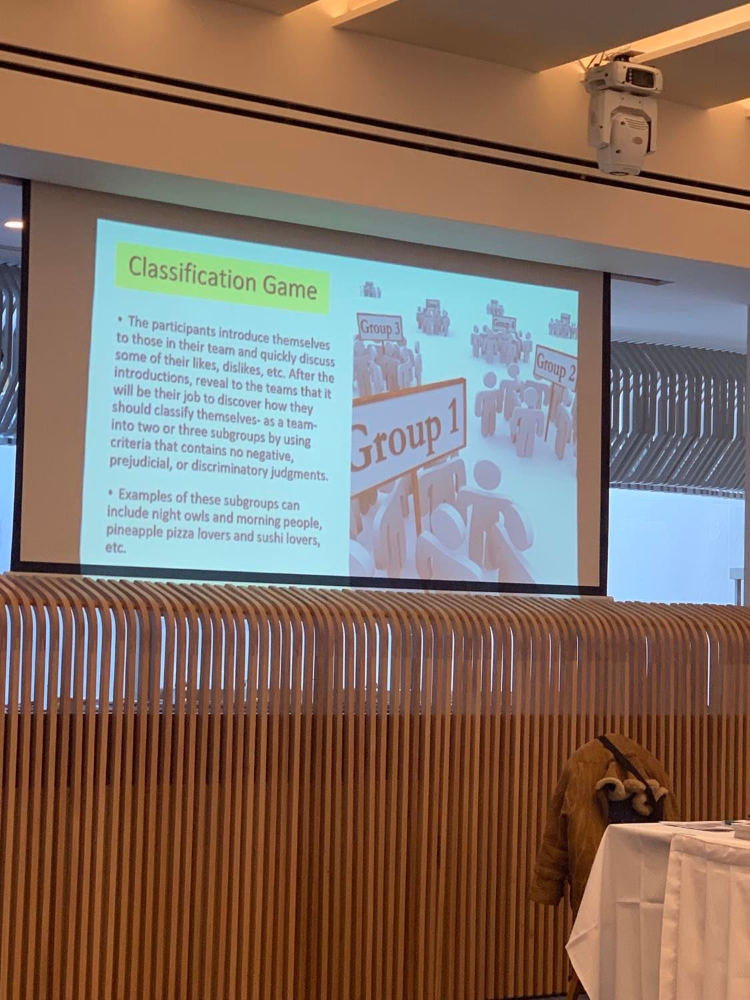 Classification Game
• The participants introduce themselves
to those in their team and quickly discuss
some of their likes, dislikes, etc. After the
introductions, reveal to the teams that it
will be their job to discover how they
should classify themselves- as a team-
into two or three subgroups by using
criteria that contains no negative,
prejudicial, or discriminatory judgments.
• Examples of these subgroups can
include night owls and morning people,
pineapple pizza lovers and sushi lovers,
etc.
Group 3
Group 4
Group 2
Group 1